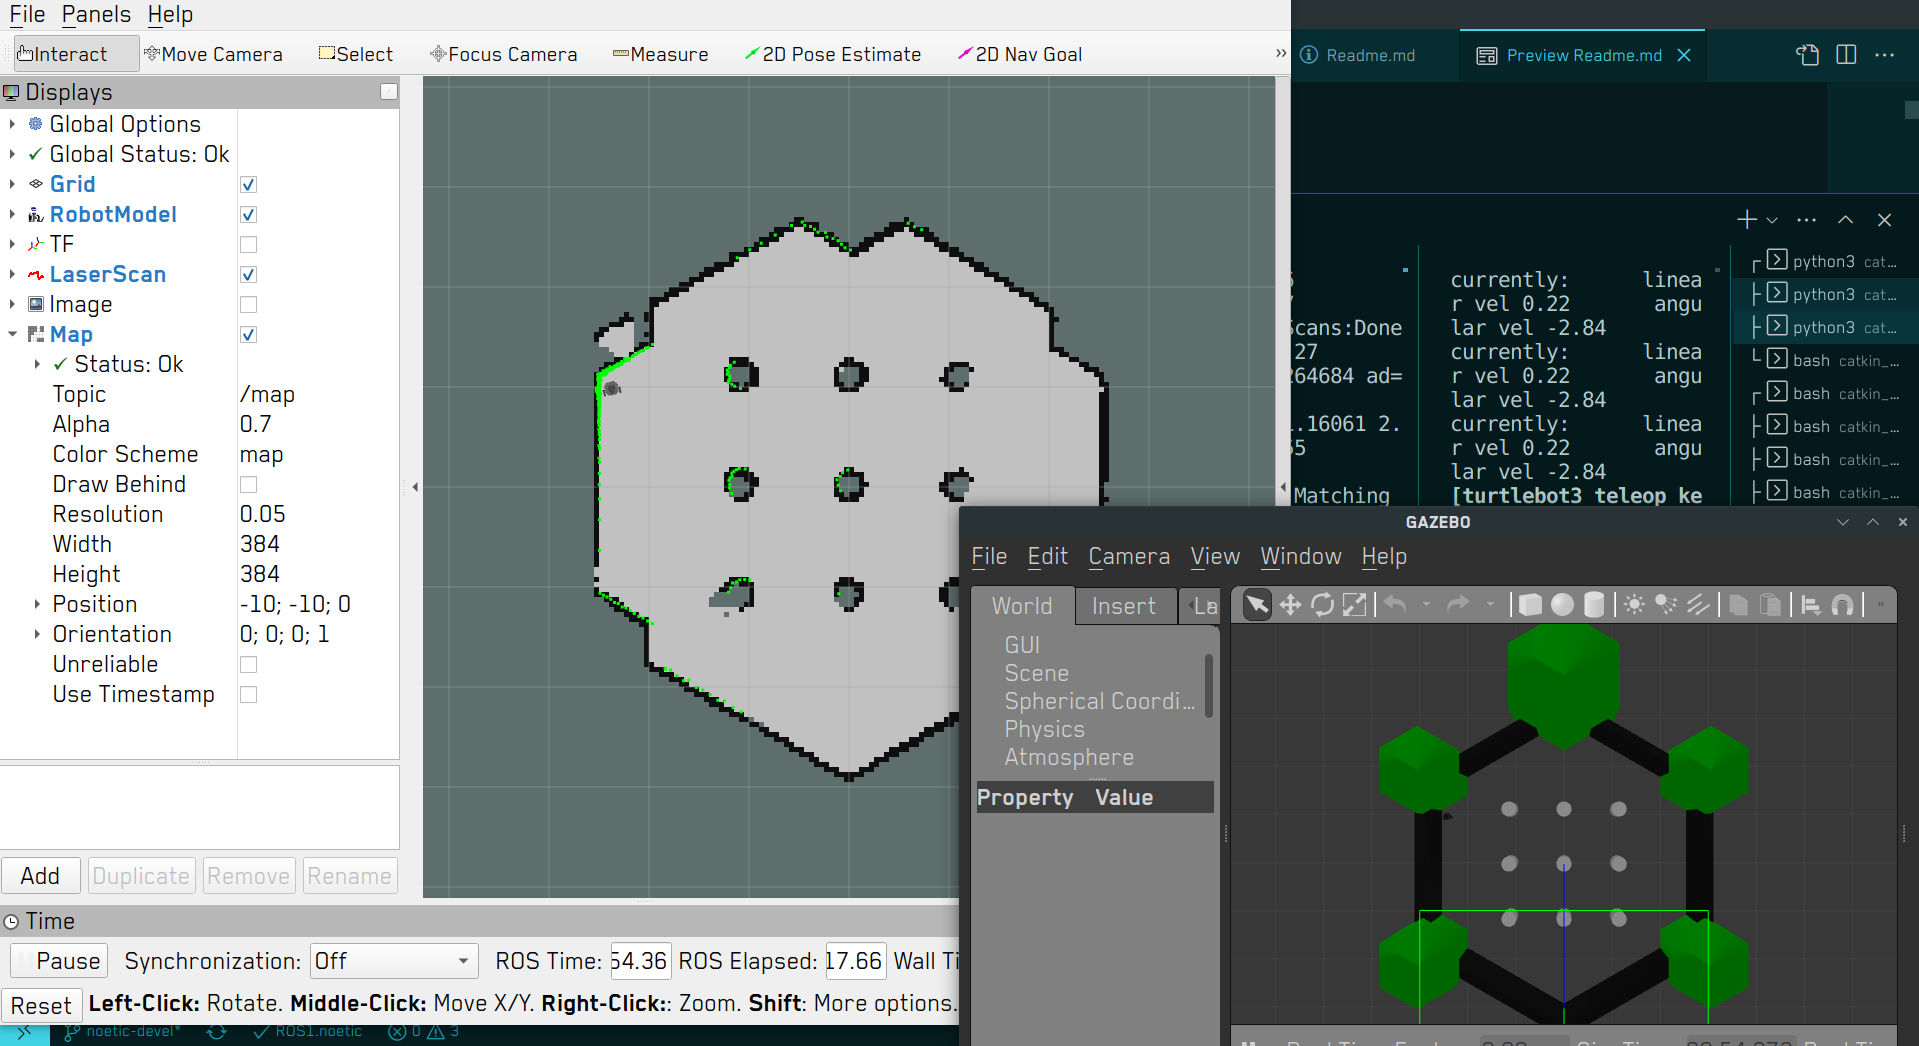 File Panels Help
Interact Move Camera Select Focus Camera Measure 2D Pose Estimate 2D Nav Goal »
Displays
Global Options
Global Status: Ok
Grid
RobotModel
TF
LaserScan
Image
Map
Status: Ok
Topic /map
Alpha 0.7
Color Scheme map
Draw Behind
Resolution 0.05
Width 384
Height 384
Position -10; -10; 0
Orientation 0; 0; 0; 1
Unreliable
Use Timestamp
Add Duplicate Remove Rename
Time
Pause Synchronization: Off ROS Time: 54.36 ROS Elapsed: 17.66 Wall Ti
Reset Left-Click: Rotate. Middle-Click: Move X/Y. Right-Click:: Zoom. Shift: More options.
noetic-devel* ROS1.noetic 0 3
Readme.md Preview Readme.md
Scans:Done
27
264684 ad=
.16061 2.
Matching
currently: linea
r vel 0.22 angu
lar vel -2.84
currently: linea
r vel 0.22 angu
lar vel -2.84
currently: linea
r vel 0.22 angu
lar vel -2.84
[turtlebot3_teleop_ke
python3 cat...
python3 cat...
python3 cat...
bash catkin_...
bash catkin_...
bash catkin_...
bash catkin_...
bash catkin_...
GAZEBO
File Edit Camera View Window Help
World Insert La
GUI
Scene
Spherical Coordi...
Physics
Atmosphere
Property Value